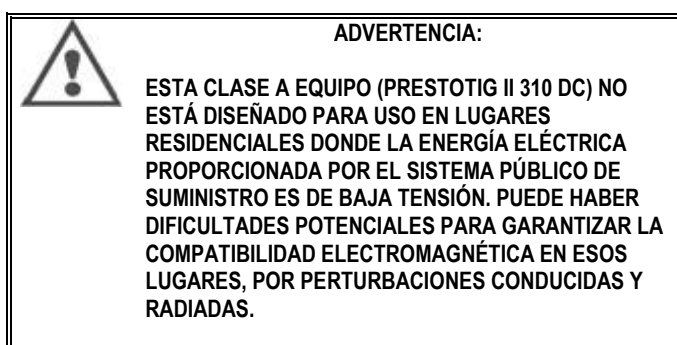 ADVERTENCIA:
ESTA CLASE A EQUIPO (PRESTOTIG II 310 DC) NO
ESTÁ DISEÑADO PARA USO EN LUGARES
RESIDENCIALES DONDE LA ENERGÍA ELÉCTRICA
PROPORCIONADA POR EL SISTEMA PÚBLICO DE
SUMINISTRO ES DE BAJA TENSIÓN. PUEDE HABER
DIFICULTADES POTENCIALES PARA GARANTIZAR LA
COMPATIBILIDAD ELECTROMAGNÉTICA EN ESOS
LUGARES, POR PERTURBACIONES CONDUCIDAS Y
RADIADAS.